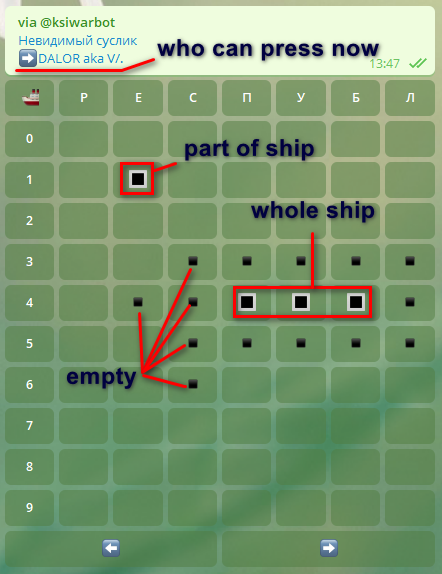 via @ksiwarbot
Невидимый суслик
➡DALOR aka V/.
who can press now
13:47
Р Е С П У Б Л
0
1
part of ship
2
whole ship
3
4
5
empty
6
7
8
9